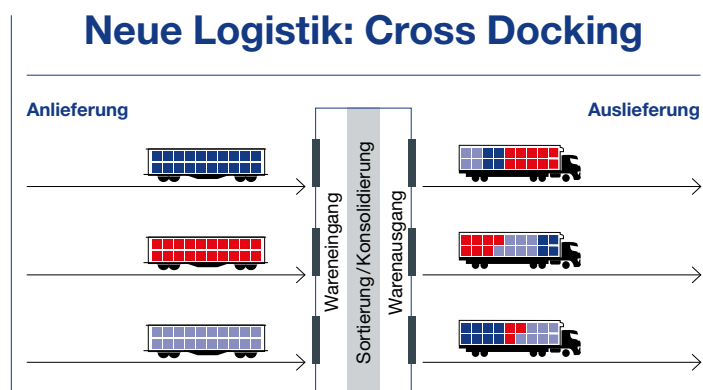 Neue Logistik: Cross Docking
Anlieferung
Auslieferung
Wareneingang
Sortierung/Konsolidierung
Warenausgang